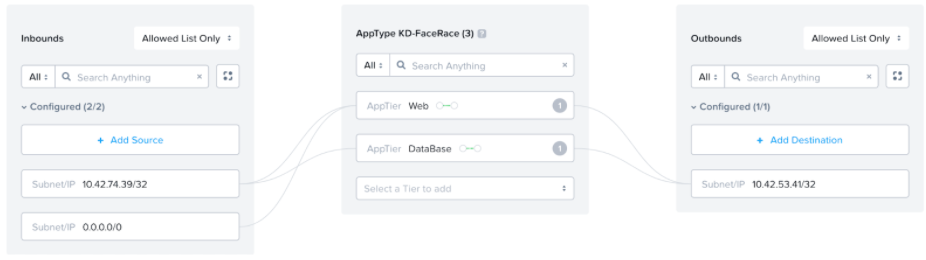 Inbounds
Allowed List Only
All
Search Anything
Configured (2/2)
+ Add Source
Subnet/IP 10.42.74.39/32
Subnet/IP 0.0.0.0/0
AppType KD-FaceRace (3) ?
All
Search Anything
AppTier Web 1
AppTier DataBase 1
Select a Tier to add
Outbounds
Allowed List Only
All
Search Anything
Configured (1/1)
+ Add Destination
Subnet/IP 10.42.53.41/32